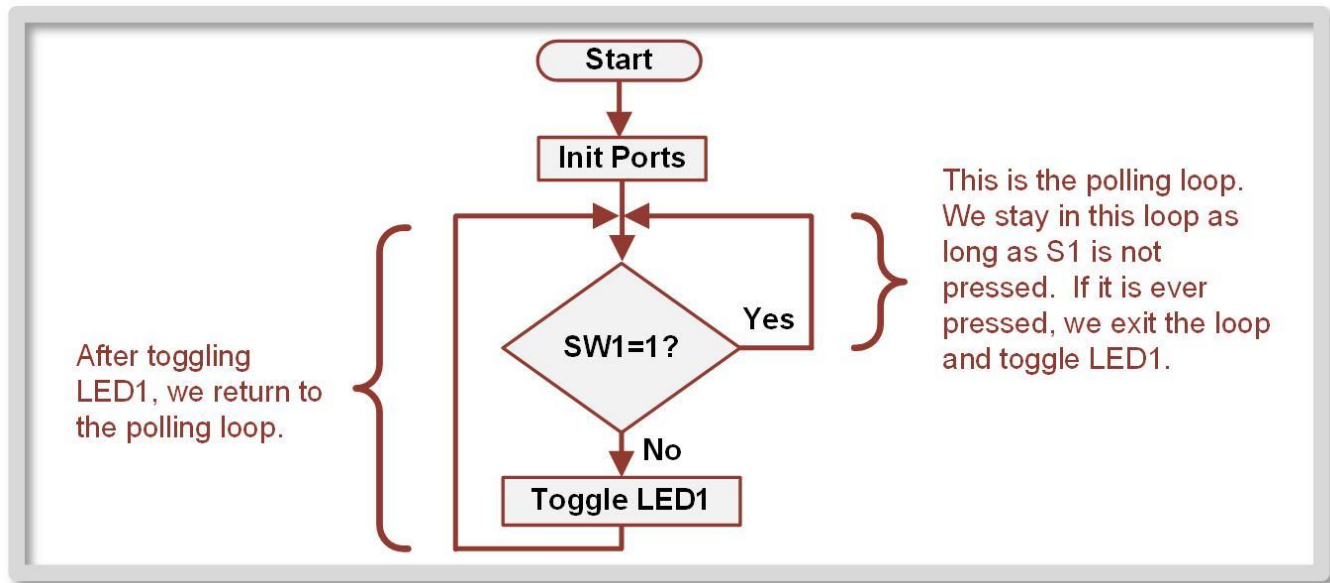 Start
Init Ports
This is the polling loop.
We stay in this loop as
long as S1 is not
pressed.  If it is ever
pressed, we exit the loop
and toggle LED1.
Yes
SW1=1?
After toggling
LED1, we return to
the polling loop.
No
Toggle LED1